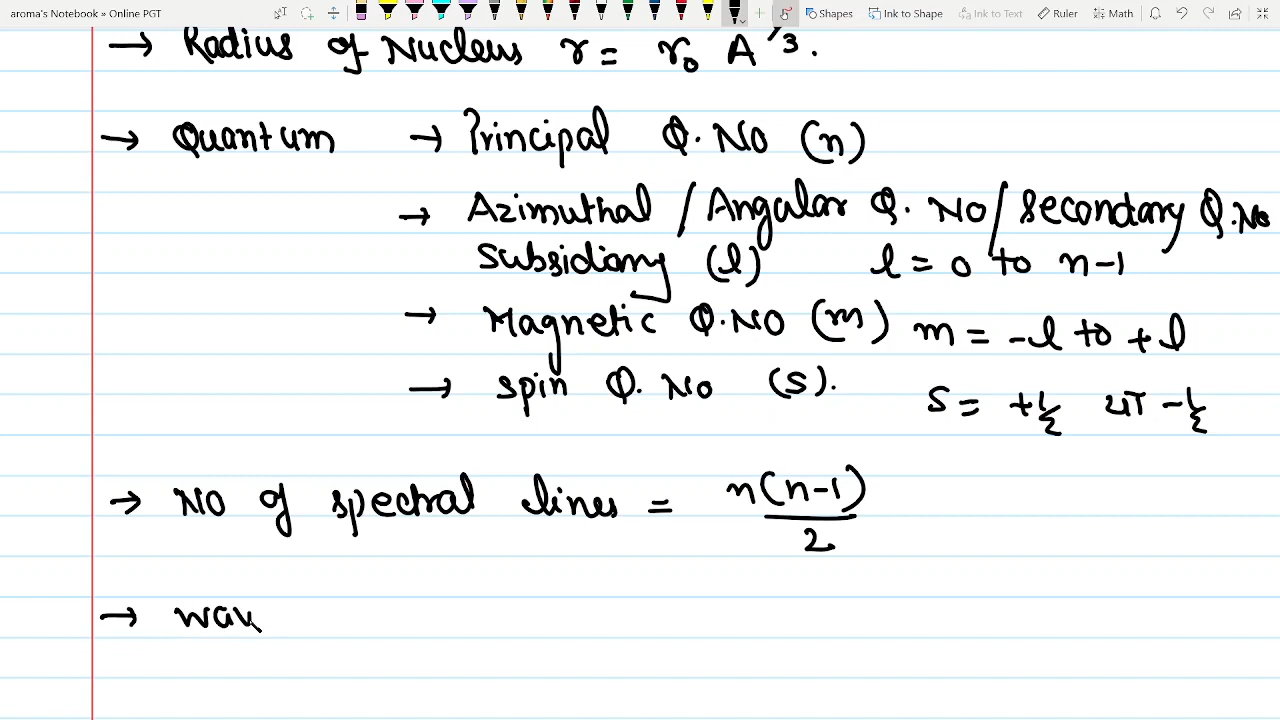 aroma's Notebook » Online PGT
Shapes Ink to Shape Ink to Text Ruler Math
→ Radius of Nucleus r = r₀ A^1/3.
→ Quantum → Principal Q. No (n)
→ Azimuthal / Angular Q. No / Secondary Q. No
Subsidiary (l) l = 0 to n-1
→ Magnetic Q. No (m) m = -l to +l
→ Spin Q. No (s). s = +1/2 या -1/2
→ No of spectral lines = n(n-1)/2
→ wav